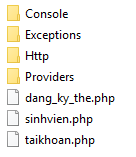 Console
Exceptions
Http
Providers
dang_ky_the.php
sinhvien.php
taikhoan.php